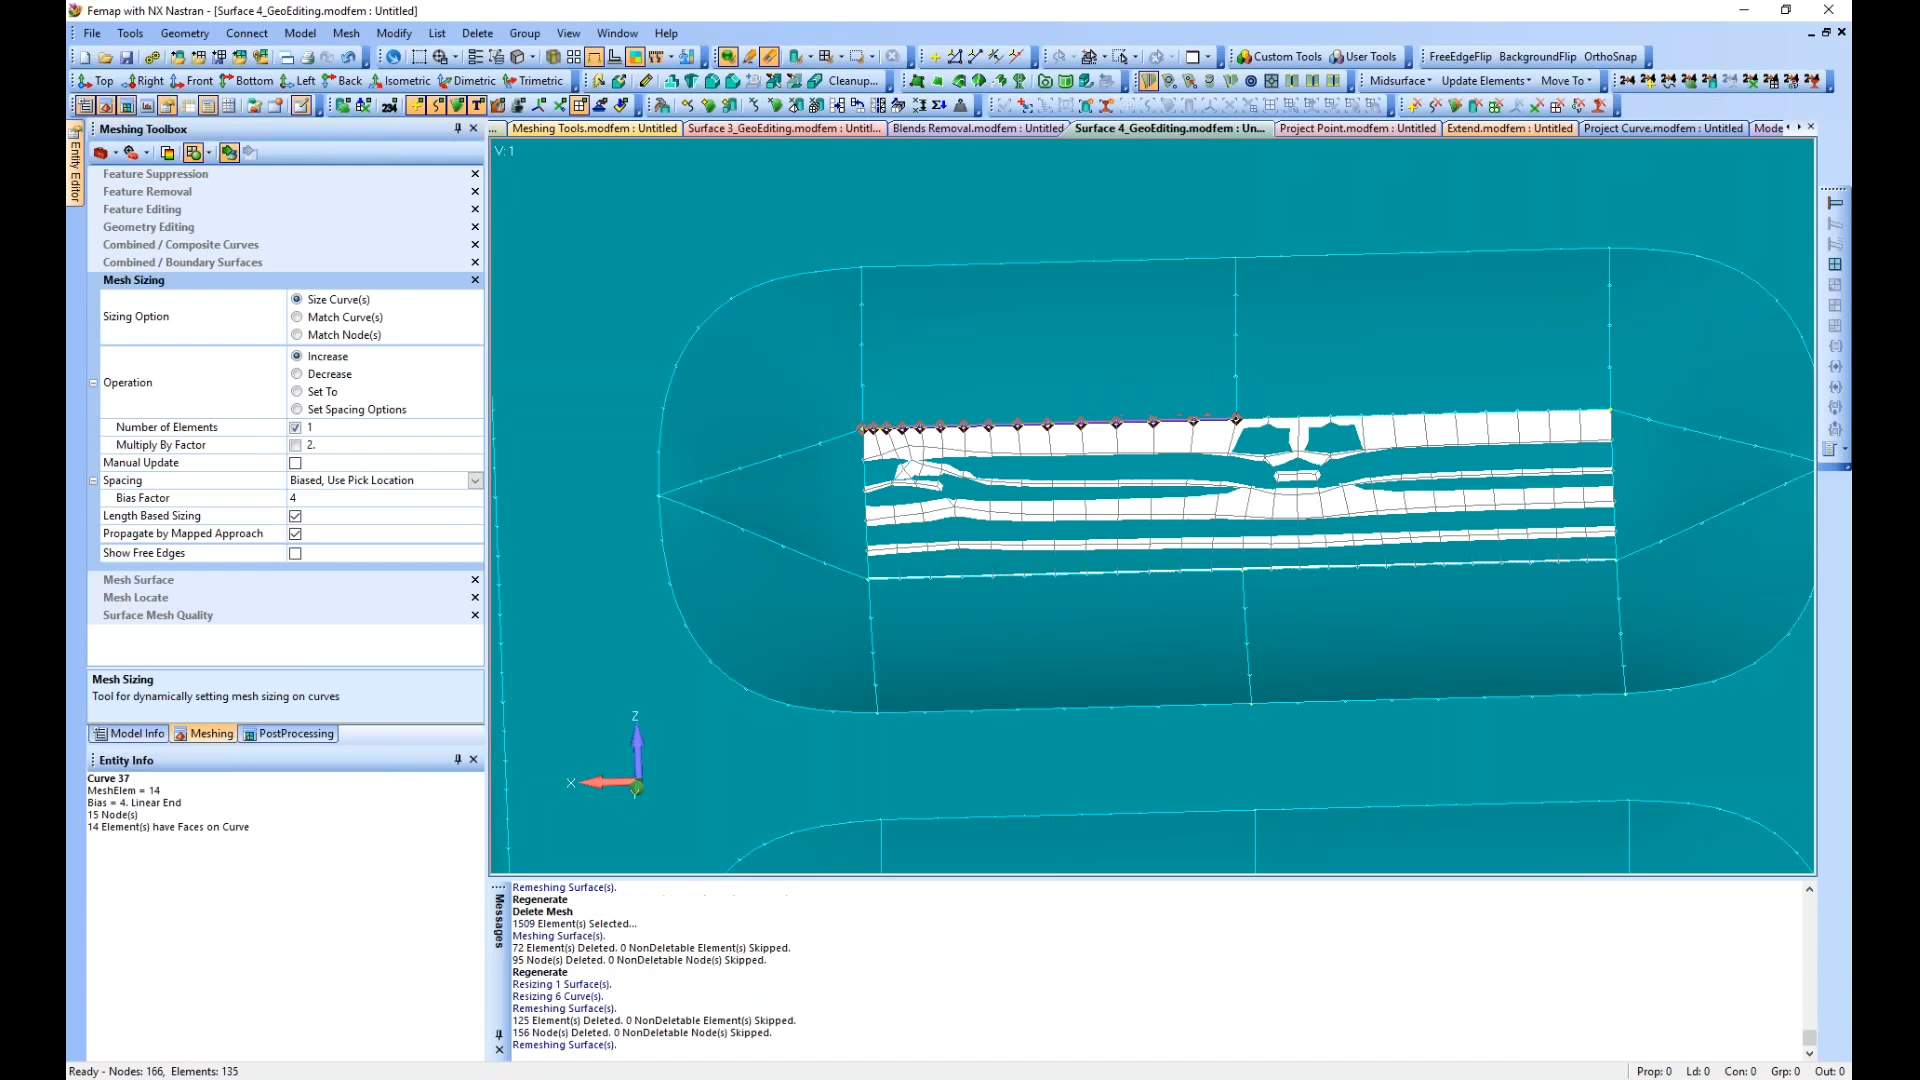 Femap with NX Nastran - [Surface 4_GeoEditing.modfem : Untitled]
File Tools Geometry Connect Model Mesh Modify List Delete Group View Window Help
Custom Tools User Tools FreeEdgeFlip BackgroundFlip OrthoSnap
Top Right Front Bottom Left Back Isometric Dimetric Trimetric Cleanup... Midsurface Update Elements Move To
Meshing Toolbox
... Meshing Tools.modfem : Untitled Surface 3_GeoEditing.modfem : Untitl... Blends Removal.modfem : Untitled Surface 4_GeoEditing.modfem : Un... Project Point.modfem : Untitled Extend.modfem : Untitled Project Curve.modfem : Untitled Mode
Entity Editor
V: 1
Feature Suppression
Feature Removal
Feature Editing
Geometry Editing
Combined / Composite Curves
Combined / Boundary Surfaces
Mesh Sizing
Sizing Option
Size Curve(s)
Match Curve(s)
Match Node(s)
Operation
Increase
Decrease
Set To
Set Spacing Options
Number of Elements 1
Multiply By Factor 2.
Manual Update
Spacing Biased, Use Pick Location
Bias Factor 4
Length Based Sizing
Propagate by Mapped Approach
Show Free Edges
Mesh Surface
Mesh Locate
Surface Mesh Quality
Mesh Sizing
Tool for dynamically setting mesh sizing on curves
Model Info Meshing PostProcessing
Entity Info
Curve 37
MeshElem = 14
Bias = 4. Linear End
15 Node(s)
14 Element(s) have Faces on Curve
Z
X
Y
Messages
Remeshing Surface(s).
Regenerate
Delete Mesh
1509 Element(s) Selected...
Meshing Surface(s).
72 Element(s) Deleted. 0 NonDeletable Element(s) Skipped.
95 Node(s) Deleted. 0 NonDeletable Node(s) Skipped.
Regenerate
Resizing 1 Surface(s).
Resizing 6 Curve(s).
Remeshing Surface(s).
125 Element(s) Deleted. 0 NonDeletable Element(s) Skipped.
156 Node(s) Deleted. 0 NonDeletable Node(s) Skipped.
Remeshing Surface(s).
Ready - Nodes: 166, Elements: 135
Prop: 0 Ld: 0 Con: 0 Grp: 0 Out: 0